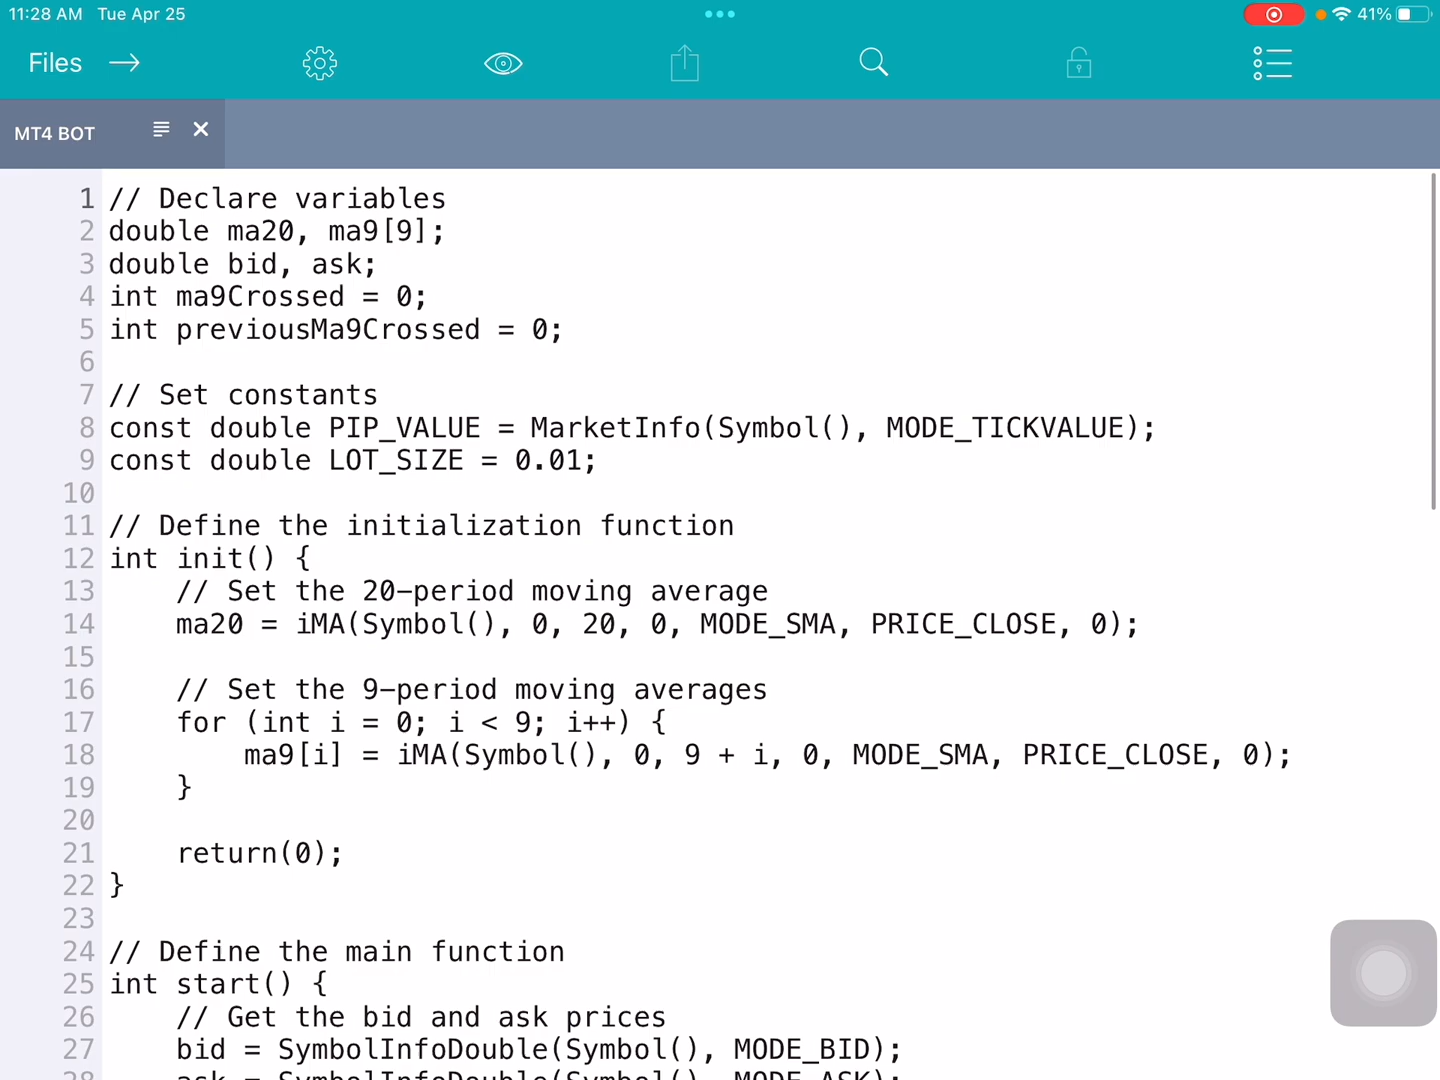 11:28 AM Tue Apr 25
41%
Files
MT4 BOT
1 // Declare variables
2 double ma20, ma9[9];
3 double bid, ask;
4 int ma9Crossed = 0;
5 int previousMa9Crossed = 0;
6
7 // Set constants
8 const double PIP_VALUE = MarketInfo(Symbol(), MODE_TICKVALUE);
9 const double LOT_SIZE = 0.01;
10
11 // Define the initialization function
12 int init() {
13     // Set the 20-period moving average
14     ma20 = iMA(Symbol(), 0, 20, 0, MODE_SMA, PRICE_CLOSE, 0);
15
16     // Set the 9-period moving averages
17     for (int i = 0; i < 9; i++) {
18         ma9[i] = iMA(Symbol(), 0, 9 + i, 0, MODE_SMA, PRICE_CLOSE, 0);
19     }
20
21     return(0);
22 }
23
24 // Define the main function
25 int start() {
26     // Get the bid and ask prices
27     bid = SymbolInfoDouble(Symbol(), MODE_BID);
28     ask = SymbolInfoDouble(Symbol(), MODE_ASK);